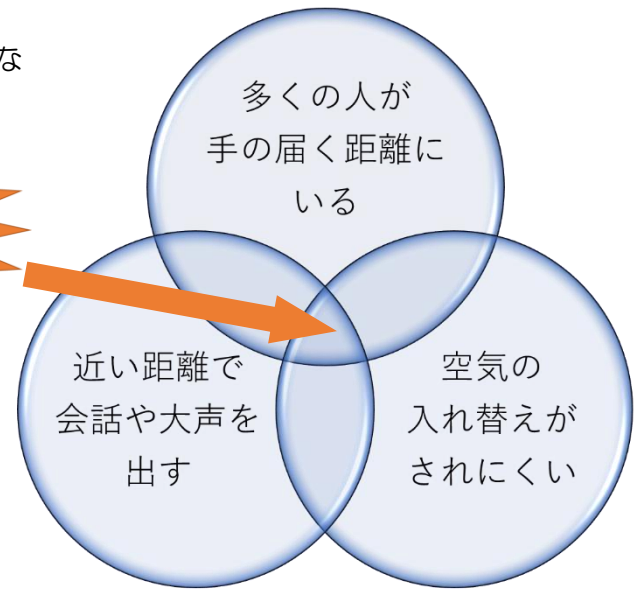 な
多くの人が
手の届く距離に
いる
近い距離で
会話や大声を
出す
空気の
入れ替えが
されにくい